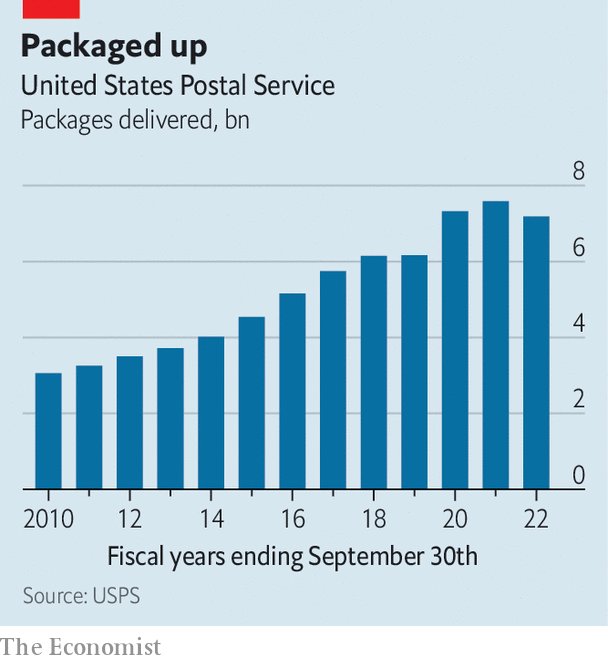 Packaged up
United States Postal Service
Packages delivered, bn
8
6
4
2
0
2010 12 14 16 18 20 22
Fiscal years ending September 30th
Source: USPS
The Economist